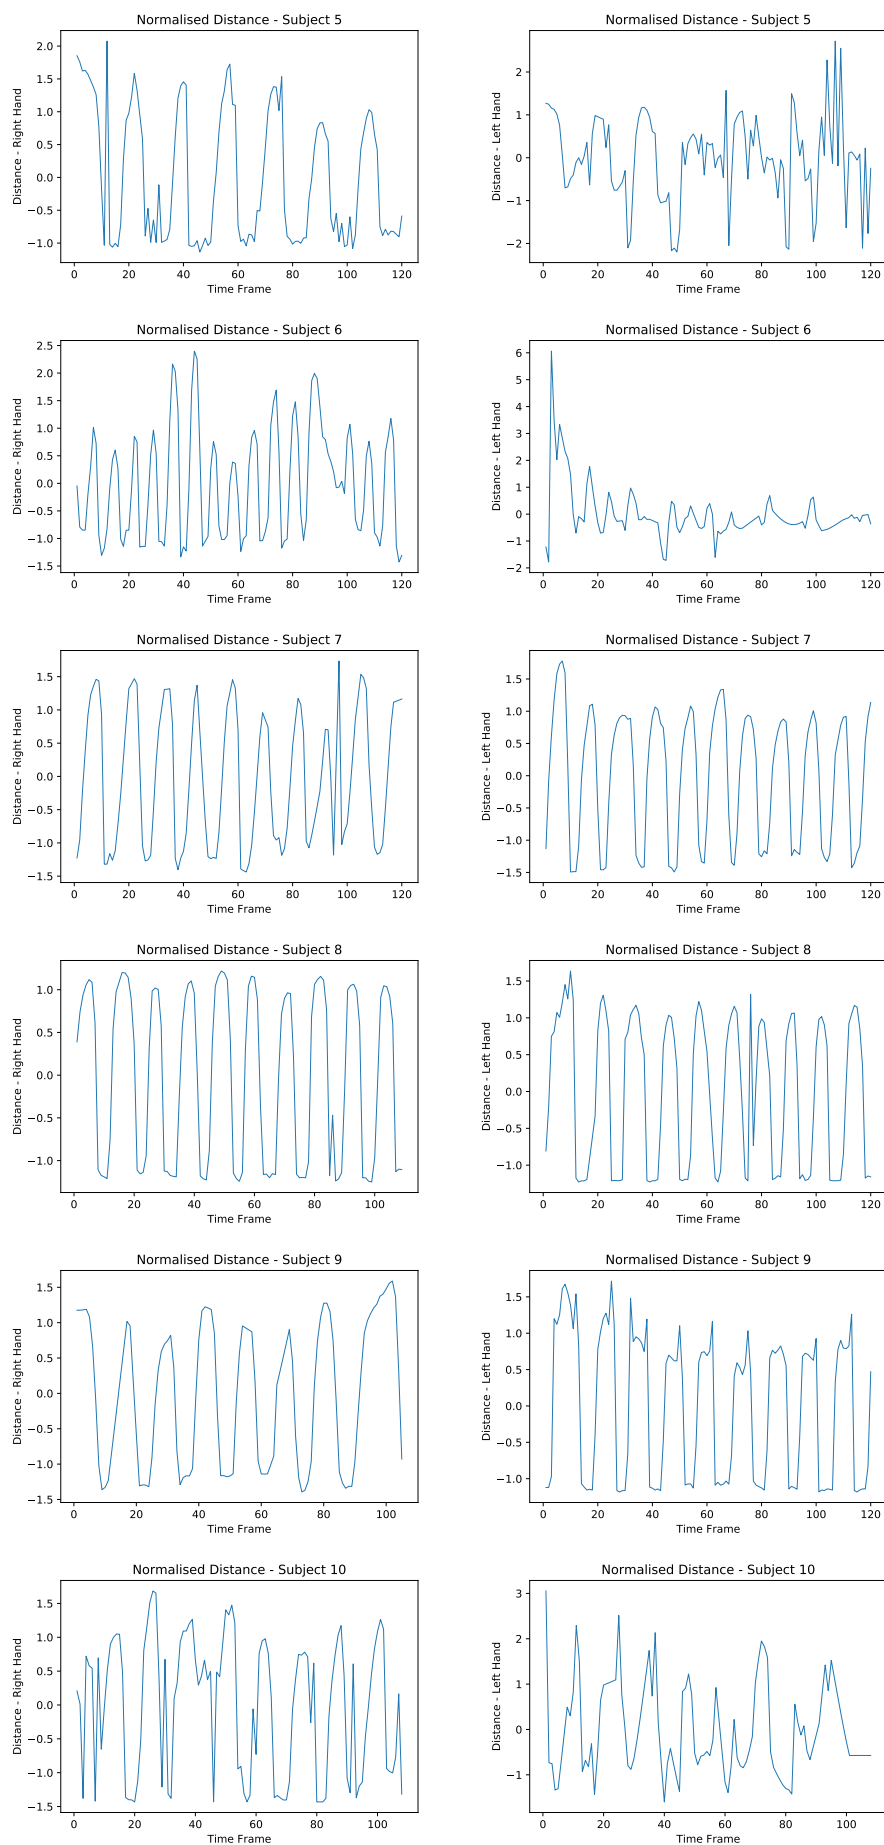 Normalised Distance - Subject 5
Distance - Right Hand
2.0
1.5
1.0
0.5
0.0
−0.5
−1.0
0 20 40 60 80 100 120
Time Frame
Normalised Distance - Subject 5
Distance - Left Hand
2
1
0
−1
−2
0 20 40 60 80 100 120
Time Frame
Normalised Distance - Subject 6
Distance - Right Hand
2.5
2.0
1.5
1.0
0.5
0.0
−0.5
−1.0
−1.5
0 20 40 60 80 100 120
Time Frame
Normalised Distance - Subject 6
Distance - Left Hand
6
5
4
3
2
1
0
−1
−2
0 20 40 60 80 100 120
Time Frame
Normalised Distance - Subject 7
Distance - Right Hand
1.5
1.0
0.5
0.0
−0.5
−1.0
−1.5
0 20 40 60 80 100 120
Time Frame
Normalised Distance - Subject 7
Distance - Left Hand
1.5
1.0
0.5
0.0
−0.5
−1.0
−1.5
0 20 40 60 80 100 120
Time Frame
Normalised Distance - Subject 8
Distance - Right Hand
1.0
0.5
0.0
−0.5
−1.0
0 20 40 60 80 100
Time Frame
Normalised Distance - Subject 8
Distance - Left Hand
1.5
1.0
0.5
0.0
−0.5
−1.0
0 20 40 60 80 100 120
Time Frame
Normalised Distance - Subject 9
Distance - Right Hand
1.5
1.0
0.5
0.0
−0.5
−1.0
−1.5
0 20 40 60 80 100
Time Frame
Normalised Distance - Subject 9
Distance - Left Hand
1.5
1.0
0.5
0.0
−0.5
−1.0
0 20 40 60 80 100 120
Time Frame
Normalised Distance - Subject 10
Distance - Right Hand
1.5
1.0
0.5
0.0
−0.5
−1.0
−1.5
0 20 40 60 80 100
Time Frame
Normalised Distance - Subject 10
Distance - Left Hand
3
2
1
0
−1
0 20 40 60 80 100
Time Frame